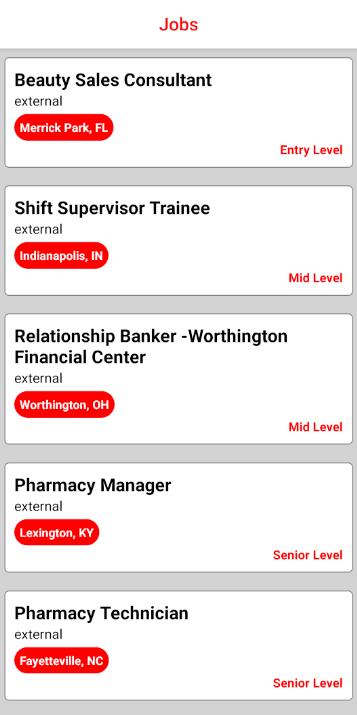 Jobs
Beauty Sales Consultant
external
Merrick Park, FL
Entry Level
Shift Supervisor Trainee
external
Indianapolis, IN
Mid Level
Relationship Banker -Worthington
Financial Center
external
Worthington, OH
Mid Level
Pharmacy Manager
external
Lexington, KY
Senior Level
Pharmacy Technician
external
Fayetteville, NC
Senior Level